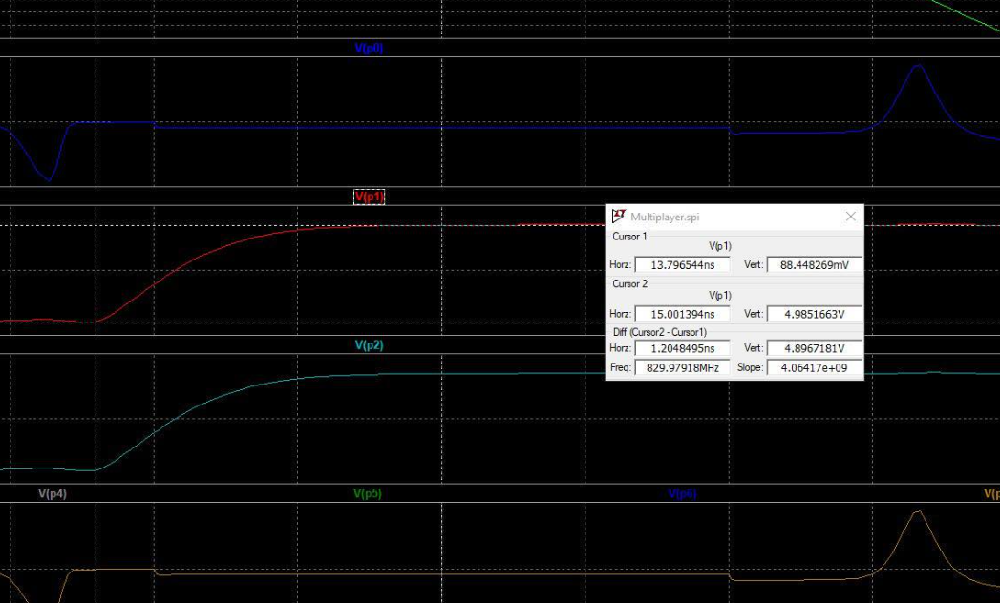 V(p0)
V(p1)
Multiplayer.spi
Cursor 1
V(p1)
Horz: 13.796544ns Vert: 88.448269mV
Cursor 2
V(p1)
Horz: 15.001394ns Vert: 4.9851663V
Diff (Cursor2 - Cursor1)
Horz: 1.2048495ns Vert: 4.8967181V
Freq: 829.97918MHz Slope: 4.06417e+09
V(p2)
V(p4) V(p5) V(p6)